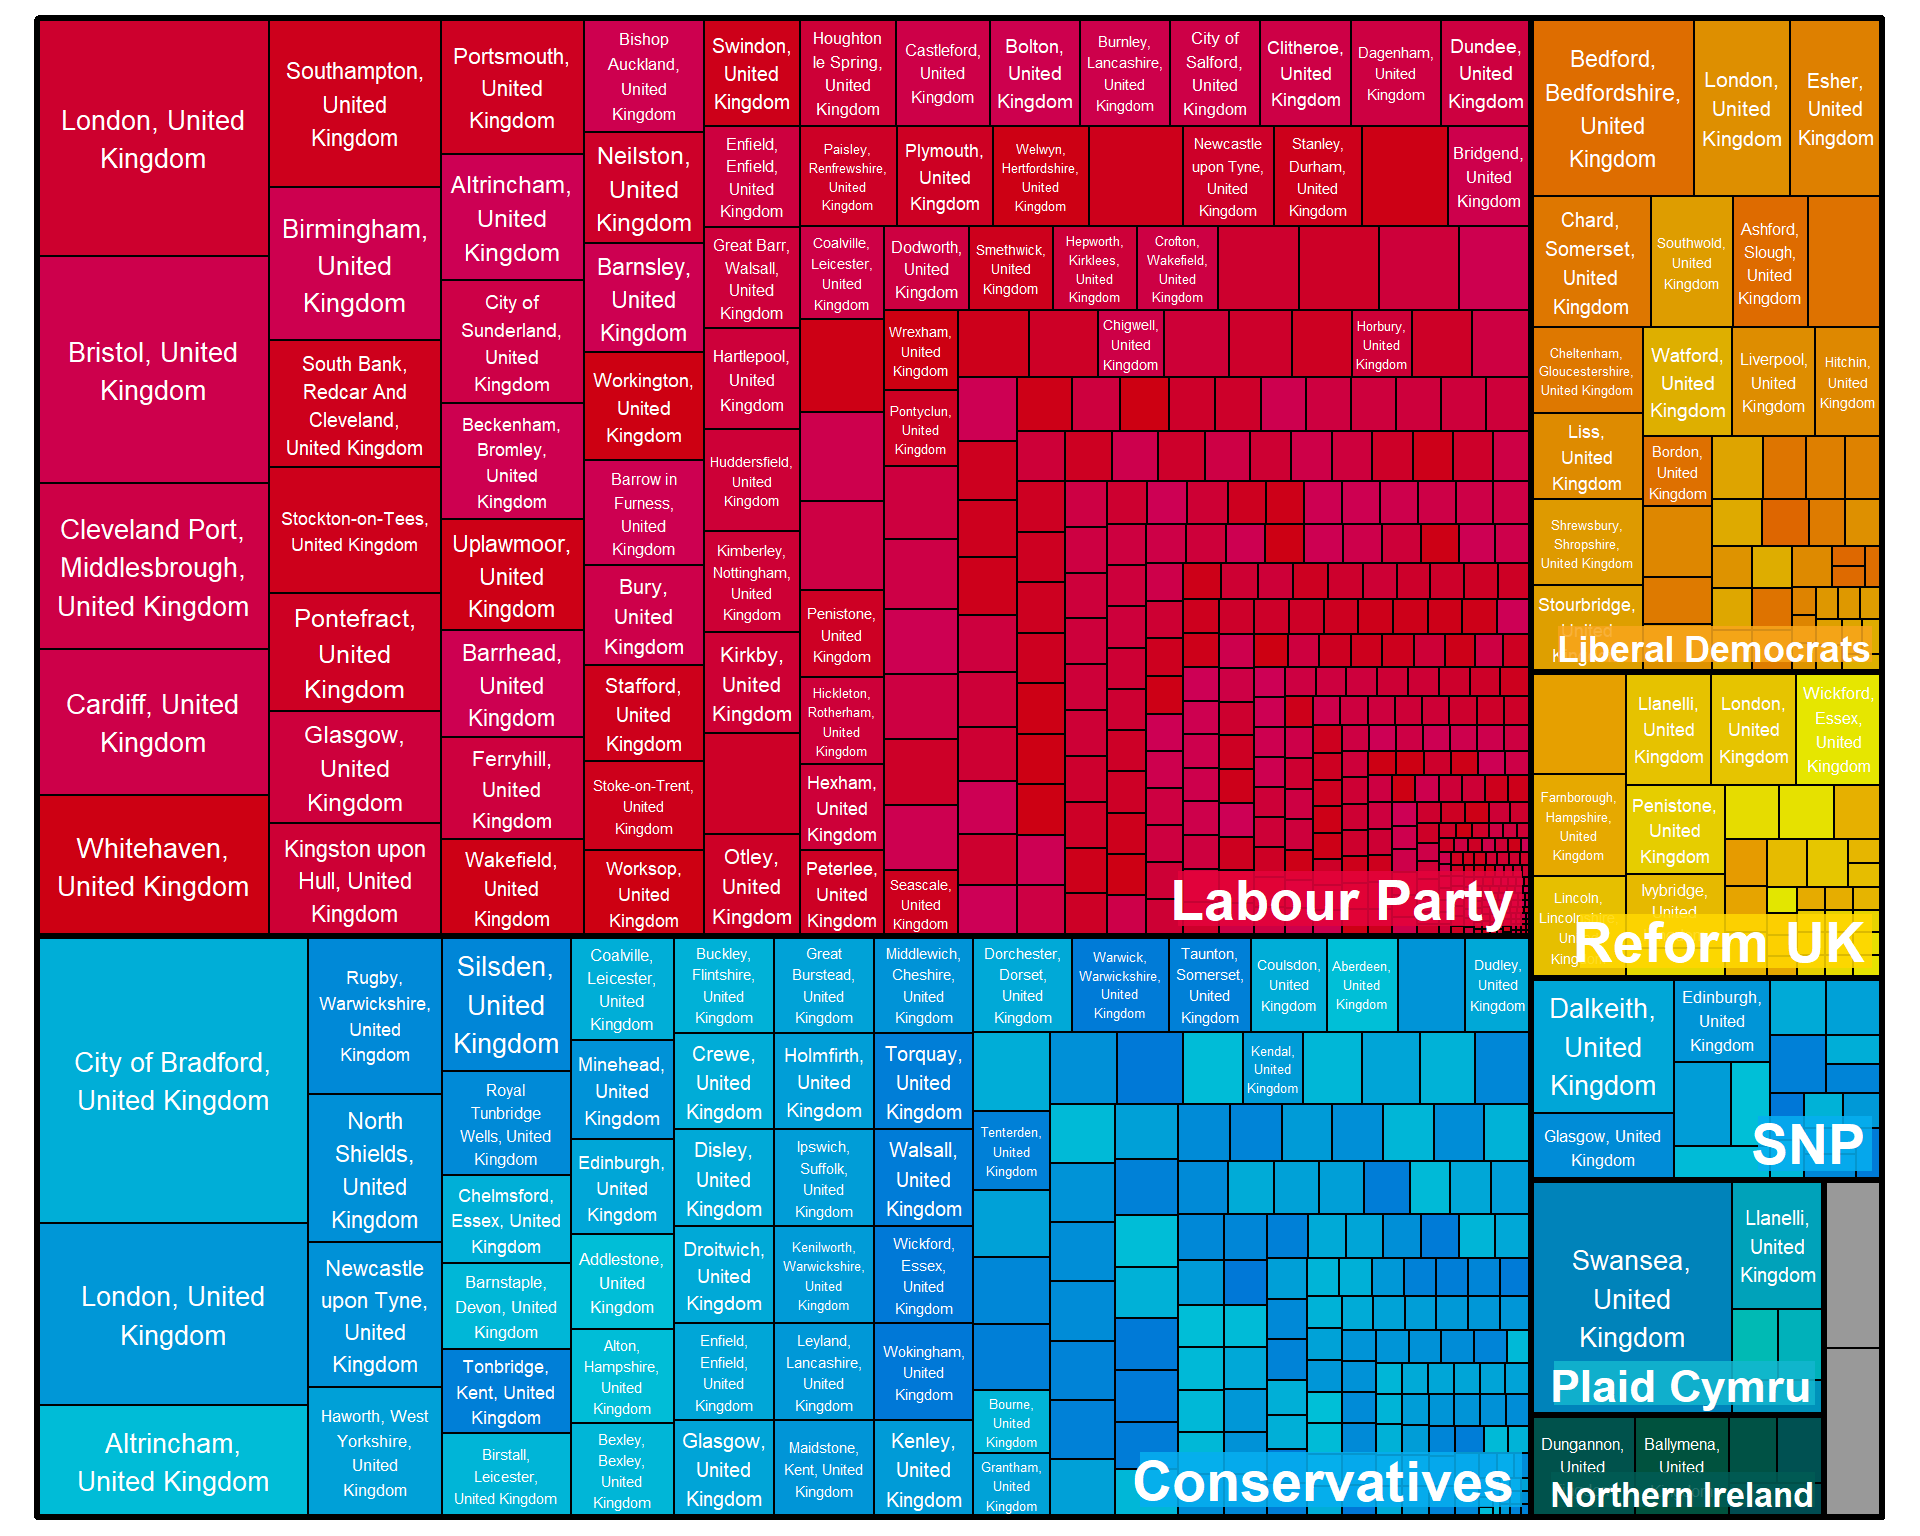 London, United
Kingdom
Bristol, United
Kingdom
Cleveland Port,
Middlesbrough,
United Kingdom
Cardiff, United
Kingdom
Whitehaven,
United Kingdom
Southampton,
United
Kingdom
Birmingham,
United
Kingdom
South Bank,
Redcar And
Cleveland,
United Kingdom
Stockton-on-Tees,
United Kingdom
Pontefract,
United
Kingdom
Glasgow,
United
Kingdom
Kingston upon
Hull, United
Kingdom
Portsmouth,
United
Kingdom
Altrincham,
United
Kingdom
City of
Sunderland,
United
Kingdom
Beckenham,
Bromley,
United
Kingdom
Uplawmoor,
United
Kingdom
Barrhead,
United
Kingdom
Ferryhill,
United
Kingdom
Wakefield,
United
Kingdom
Bishop
Auckland,
United
Kingdom
Neilston,
United
Kingdom
Barnsley,
United
Kingdom
Workington,
United
Kingdom
Barrow in
Furness,
United
Kingdom
Bury,
United
Kingdom
Stafford,
United
Kingdom
Stoke-on-Trent,
United
Kingdom
Worksop,
United
Kingdom
Swindon,
United
Kingdom
Enfield,
Enfield,
United
Kingdom
Great Barr,
Walsall,
United
Kingdom
Hartlepool,
United
Kingdom
Huddersfield,
United
Kingdom
Kimberley,
Nottingham,
United
Kingdom
Kirkby,
United
Kingdom
Otley,
United
Kingdom
Houghton
le Spring,
United
Kingdom
Castleford,
United
Kingdom
Bolton,
United
Kingdom
Burnley,
Lancashire,
United
Kingdom
City of
Salford,
United
Kingdom
Clitheroe,
United
Kingdom
Dagenham,
United
Kingdom
Dundee,
United
Kingdom
Paisley,
Renfrewshire,
United
Kingdom
Plymouth,
United
Kingdom
Welwyn,
Hertfordshire,
United
Kingdom
Newcastle
upon Tyne,
United
Kingdom
Stanley,
Durham,
United
Kingdom
Bridgend,
United
Kingdom
Coalville,
Leicester,
United
Kingdom
Dodworth,
United
Kingdom
Smethwick,
United
Kingdom
Hepworth,
Kirklees,
United
Kingdom
Crofton,
Wakefield,
United
Kingdom
Wrexham,
United
Kingdom
Chigwell,
United
Kingdom
Horbury,
United
Kingdom
Pontyclun,
United
Kingdom
Penistone,
United
Kingdom
Hickleton,
Rotherham,
United
Kingdom
Hexham,
United
Kingdom
Peterlee,
United
Kingdom
Seascale,
United
Kingdom
Labour Party
City of Bradford,
United Kingdom
London, United
Kingdom
Altrincham,
United Kingdom
Rugby,
Warwickshire,
United
Kingdom
North
Shields,
United
Kingdom
Newcastle
upon Tyne,
United
Kingdom
Haworth, West
Yorkshire,
United
Kingdom
Silsden,
United
Kingdom
Royal
Tunbridge
Wells, United
Kingdom
Chelmsford,
Essex, United
Kingdom
Barnstaple,
Devon, United
Kingdom
Tonbridge,
Kent, United
Kingdom
Birstall,
Leicester,
United Kingdom
Coalville,
Leicester,
United
Kingdom
Minehead,
United
Kingdom
Edinburgh,
United
Kingdom
Addlestone,
United
Kingdom
Alton,
Hampshire,
United
Kingdom
Bexley,
Bexley,
United
Kingdom
Buckley,
Flintshire,
United
Kingdom
Crewe,
United
Kingdom
Disley,
United
Kingdom
Droitwich,
United
Kingdom
Enfield,
Enfield,
United
Kingdom
Glasgow,
United
Kingdom
Great
Burstead,
United
Kingdom
Holmfirth,
United
Kingdom
Ipswich,
Suffolk,
United
Kingdom
Kenilworth,
Warwickshire,
United
Kingdom
Leyland,
Lancashire,
United
Kingdom
Maidstone,
Kent, United
Kingdom
Middlewich,
Cheshire,
United
Kingdom
Torquay,
United
Kingdom
Walsall,
United
Kingdom
Wickford,
Essex,
United
Kingdom
Wokingham,
United
Kingdom
Kenley,
United
Kingdom
Dorchester,
Dorset,
United
Kingdom
Warwick,
Warwickshire,
United
Kingdom
Taunton,
Somerset,
United
Kingdom
Coulsdon,
United
Kingdom
Aberdeen,
United
Kingdom
Dudley,
United
Kingdom
Kendal,
United
Kingdom
Tenterden,
United
Kingdom
Bourne,
United
Kingdom
Grantham,
United
Kingdom
Conservatives
Bedford,
Bedfordshire,
United
Kingdom
London,
United
Kingdom
Esher,
United
Kingdom
Chard,
Somerset,
United
Kingdom
Southwold,
United
Kingdom
Ashford,
Slough,
United
Kingdom
Cheltenham,
Gloucestershire,
United Kingdom
Watford,
United
Kingdom
Liverpool,
United
Kingdom
Hitchin,
United
Kingdom
Liss,
United
Kingdom
Bordon,
United
Kingdom
Shrewsbury,
Shropshire,
United Kingdom
Stourbridge,
Liberal Democrats
Llanelli,
United
Kingdom
London,
United
Kingdom
Wickford,
Essex,
United
Kingdom
Farnborough,
Hampshire,
United
Kingdom
Penistone,
United
Kingdom
Lincoln,
Ivybridge,
Reform UK
Dalkeith,
United
Kingdom
Edinburgh,
United
Kingdom
Glasgow, United
Kingdom
SNP
Swansea,
United
Kingdom
Llanelli,
United
Kingdom
Plaid Cymru
Dungannon,
United
Ballymena,
United
Northern Ireland